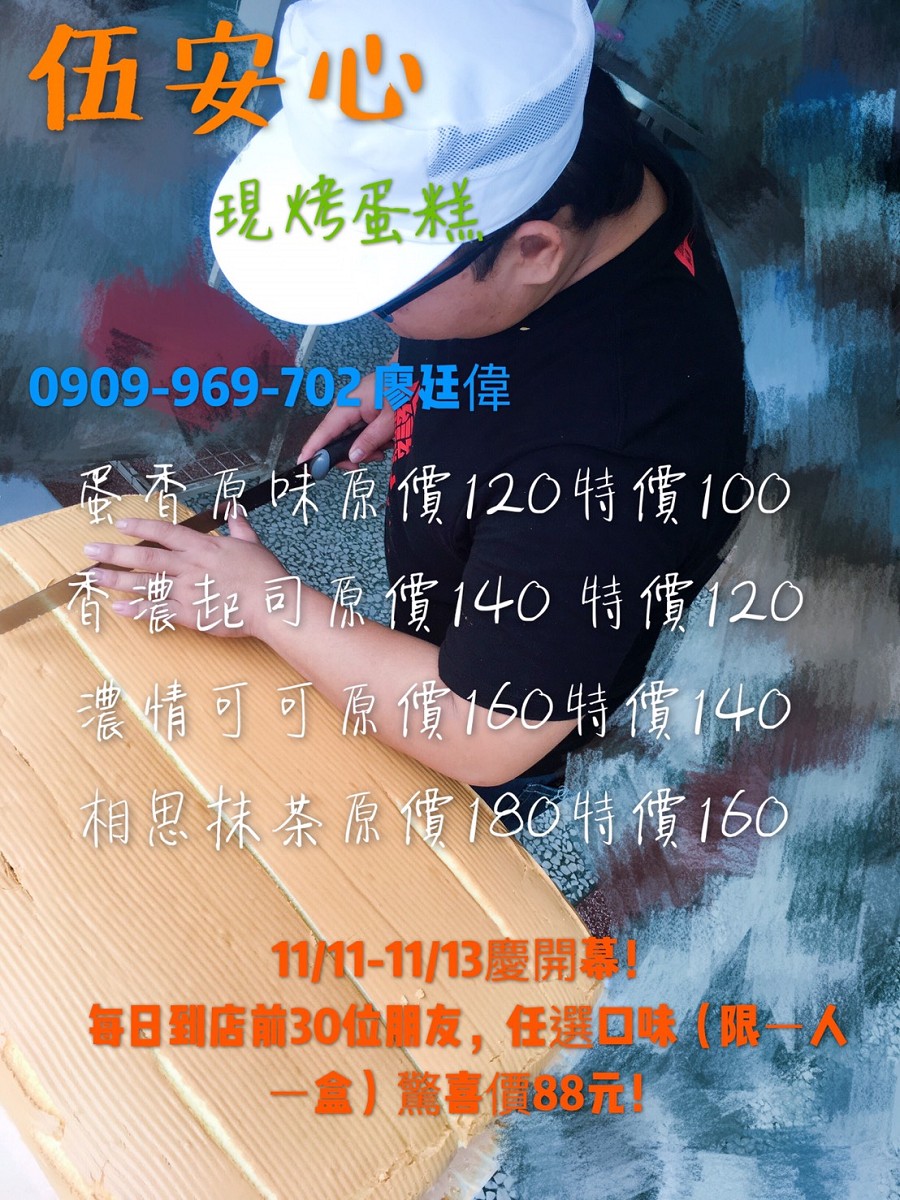 伍安心
現烤蛋糕
0909-969-702 廖廷偉
蛋香原味原價120特價100
香濃起司原價140 特價120
濃情可可原價160特價140
相思抹茶原價180特價160
11/11-11/13慶開幕！
每日到店前30位朋友，任選口味（限一人
一盒）驚喜價88元！